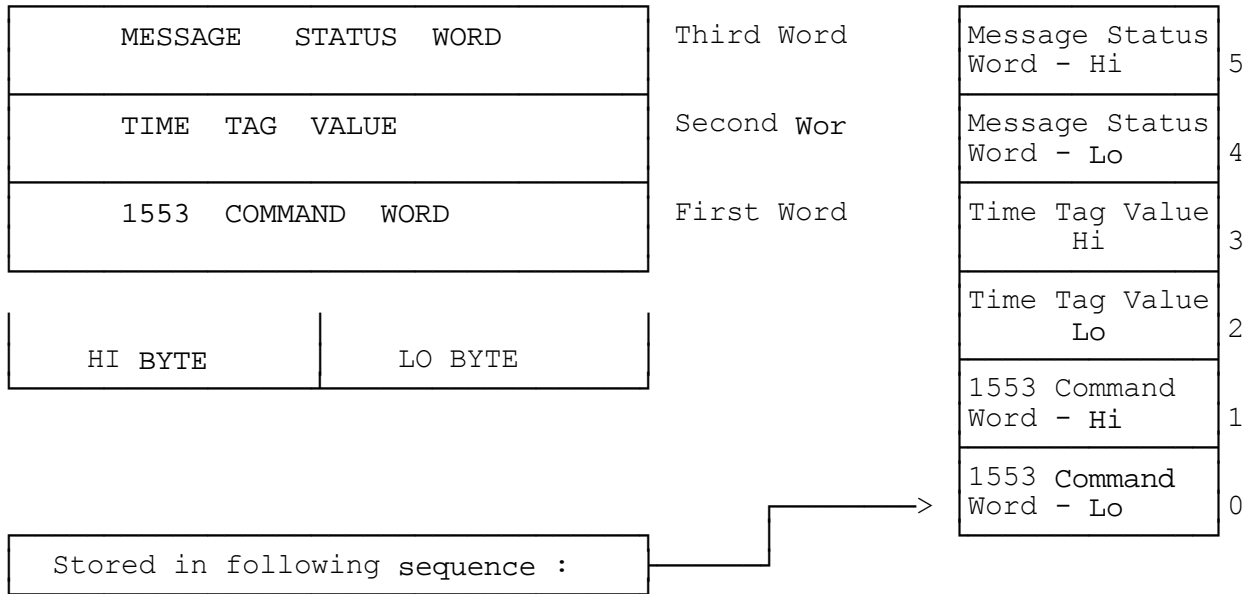 MESSAGE STATUS WORD
Third Word
TIME TAG VALUE
Second Wor
1553 COMMAND WORD
First Word
HI BYTE
LO BYTE
Stored in following sequence :
>
Message Status
Word - Hi
5
Message Status
Word - Lo
4
Time Tag Value
Hi
3
Time Tag Value
Lo
2
1553 Command
Word - Hi
1
1553 Command
Word - Lo
0